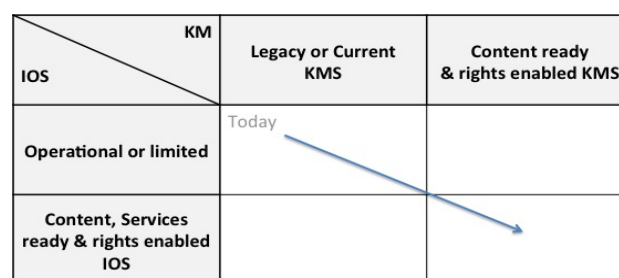 KM
IOS
Legacy or Current
KMS
Content ready
& rights enabled KMS
Operational or limited
Today
Content, Services
ready & rights enabled
IOS